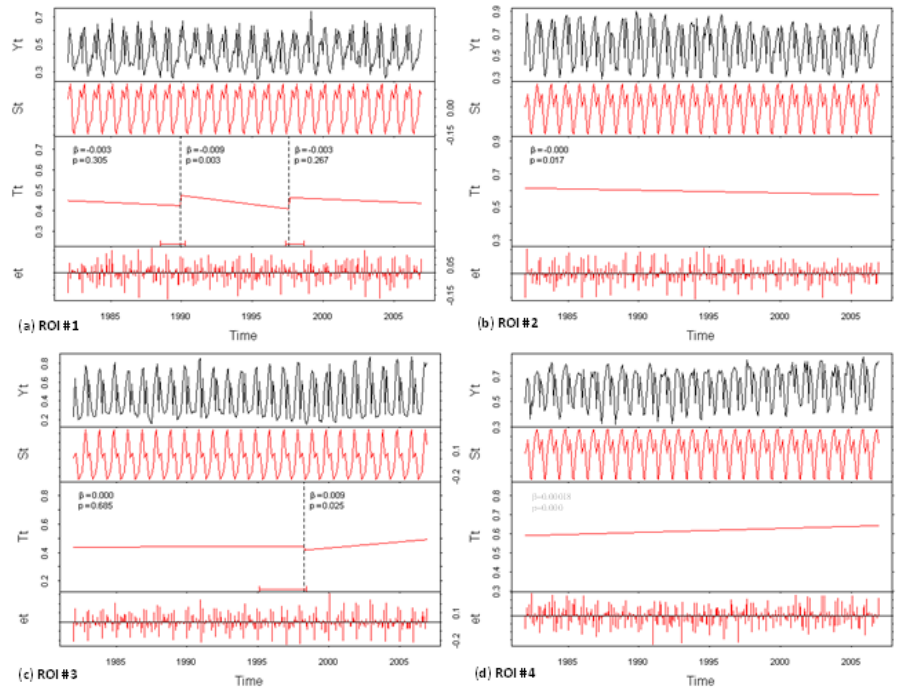 Yt
0.3 0.5 0.7
St
-0.15 0.00
Tt
0.3 0.4 0.5 0.6 0.7
β=-0.003
p=0.305
β=-0.009
p=0.003
β=-0.003
p=0.267
et
-0.15 0.05
1985 1990 1995 2000 2005
Time
(a) ROI #1
Yt
0.3 0.5 0.7 0.9
St
Tt
0.3 0.5 0.7 0.9
β=-0.000
p=0.017
et
1985 1990 1995 2000 2005
Time
(b) ROI #2
Yt
0.2 0.4 0.6 0.8
St
-0.2 0.1
Tt
0.2 0.4 0.6 0.8
β=0.000
p=0.685
β=0.009
p=0.025
et
-0.2 0.1
1985 1990 1995 2000 2005
Time
(c) ROI #3
Yt
0.3 0.5 0.7
St
Tt
0.3 0.4 0.5 0.6 0.7 0.8
β=0.00018
p=0.000
et
1985 1990 1995 2000 2005
Time
(d) ROI #4